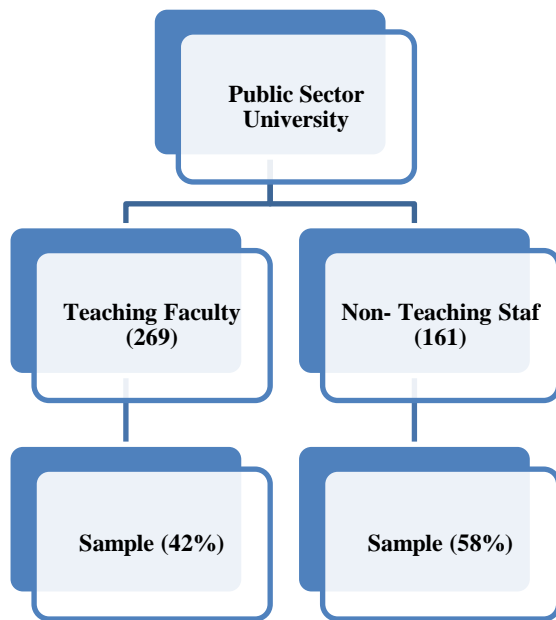 Public Sector
University
Teaching Faculty
(269)
Non- Teaching Staf
(161)
Sample (42%)
Sample (58%)